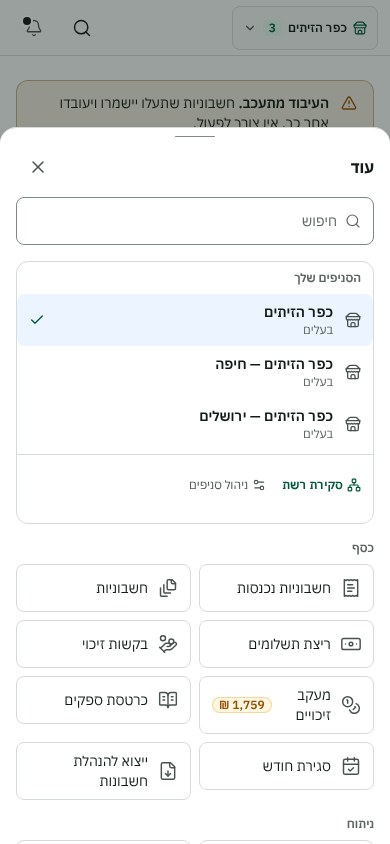 כפר הזיתים 3
העיבוד מתעכב. חשבוניות שתעלו יישמרו ויעובדו
אחר כך. אין צורך לפעול.
עוד
חיפוש
הסניפים שלך
כפר הזיתים
בעלים
כפר הזיתים – חיפה
בעלים
כפר הזיתים – ירושלים
בעלים
סקירת רשת
ניהול סניפים
כסף
חשבוניות נכנסות
חשבוניות
ריצת תשלומים
בקשות זיכוי
מעקב
זיכויים
1,759 ₪
כרטסת ספקים
סגירת חודש
ייצוא להנהלת
חשבונות
ניתוח